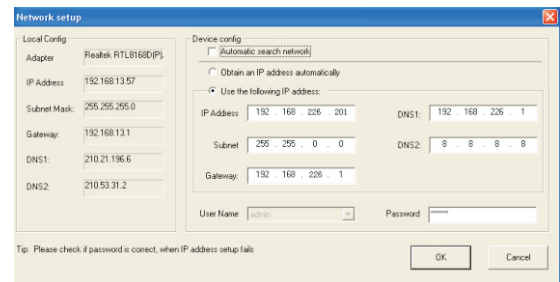 Network setup
Local Config
Adapter
Realtek RTL8168D(P),
IP Address
192.168.13.57
Subnet Mask:
255.255.255.0
Gateway:
192.168.13.1
DNS1:
210.21.196.6
DNS2:
210.53.31.2
Device config
Automatic search network
Obtain an IP address automatically
Use the following IP address:
IP Address 192 . 168 . 226 . 201 DNS1: 192 . 168 . 226 . 1
Subnet 255 . 255 . 0 . 0 DNS2: 8 . 8 . 8 . 8
Gateway: 192 . 168 . 226 . 1
User Name admin Password ******
Tip: Please check if password is correct, when IP address setup fails
OK Cancel